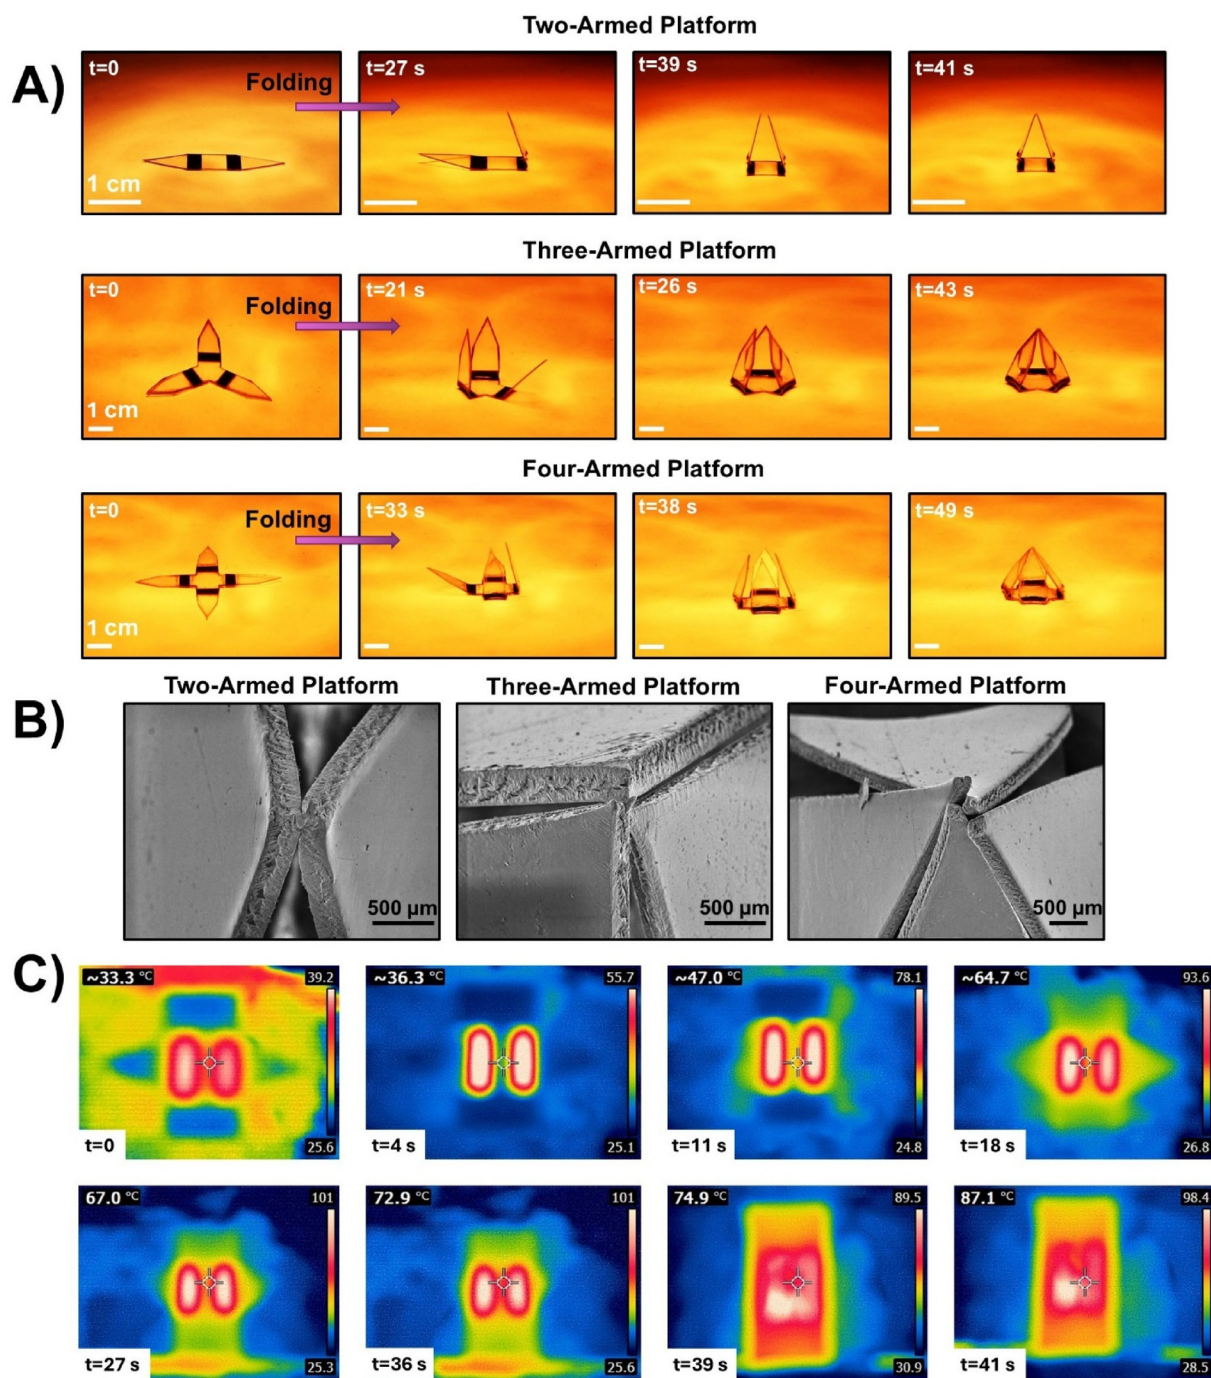 Two-Armed Platform
A)
t=0
Folding
t=27 s
t=39 s
t=41 s
1 cm
Three-Armed Platform
t=0
Folding
t=21 s
t=26 s
t=43 s
1 cm
Four-Armed Platform
t=0
Folding
t=33 s
t=38 s
t=49 s
1 cm
Two-Armed Platform
Three-Armed Platform
Four-Armed Platform
B)
500 µm
500 µm
500 µm
C)
~33.3 °C
39.2
~36.3 °C
55.7
~47.0 °C
78.1
~64.7 °C
93.6
t=0
25.6
t=4 s
25.1
t=11 s
24.8
t=18 s
26.8
67.0 °C
101
72.9 °C
101
74.9 °C
89.5
87.1 °C
98.4
t=27 s
25.3
t=36 s
25.6
t=39 s
30.9
t=41 s
28.5